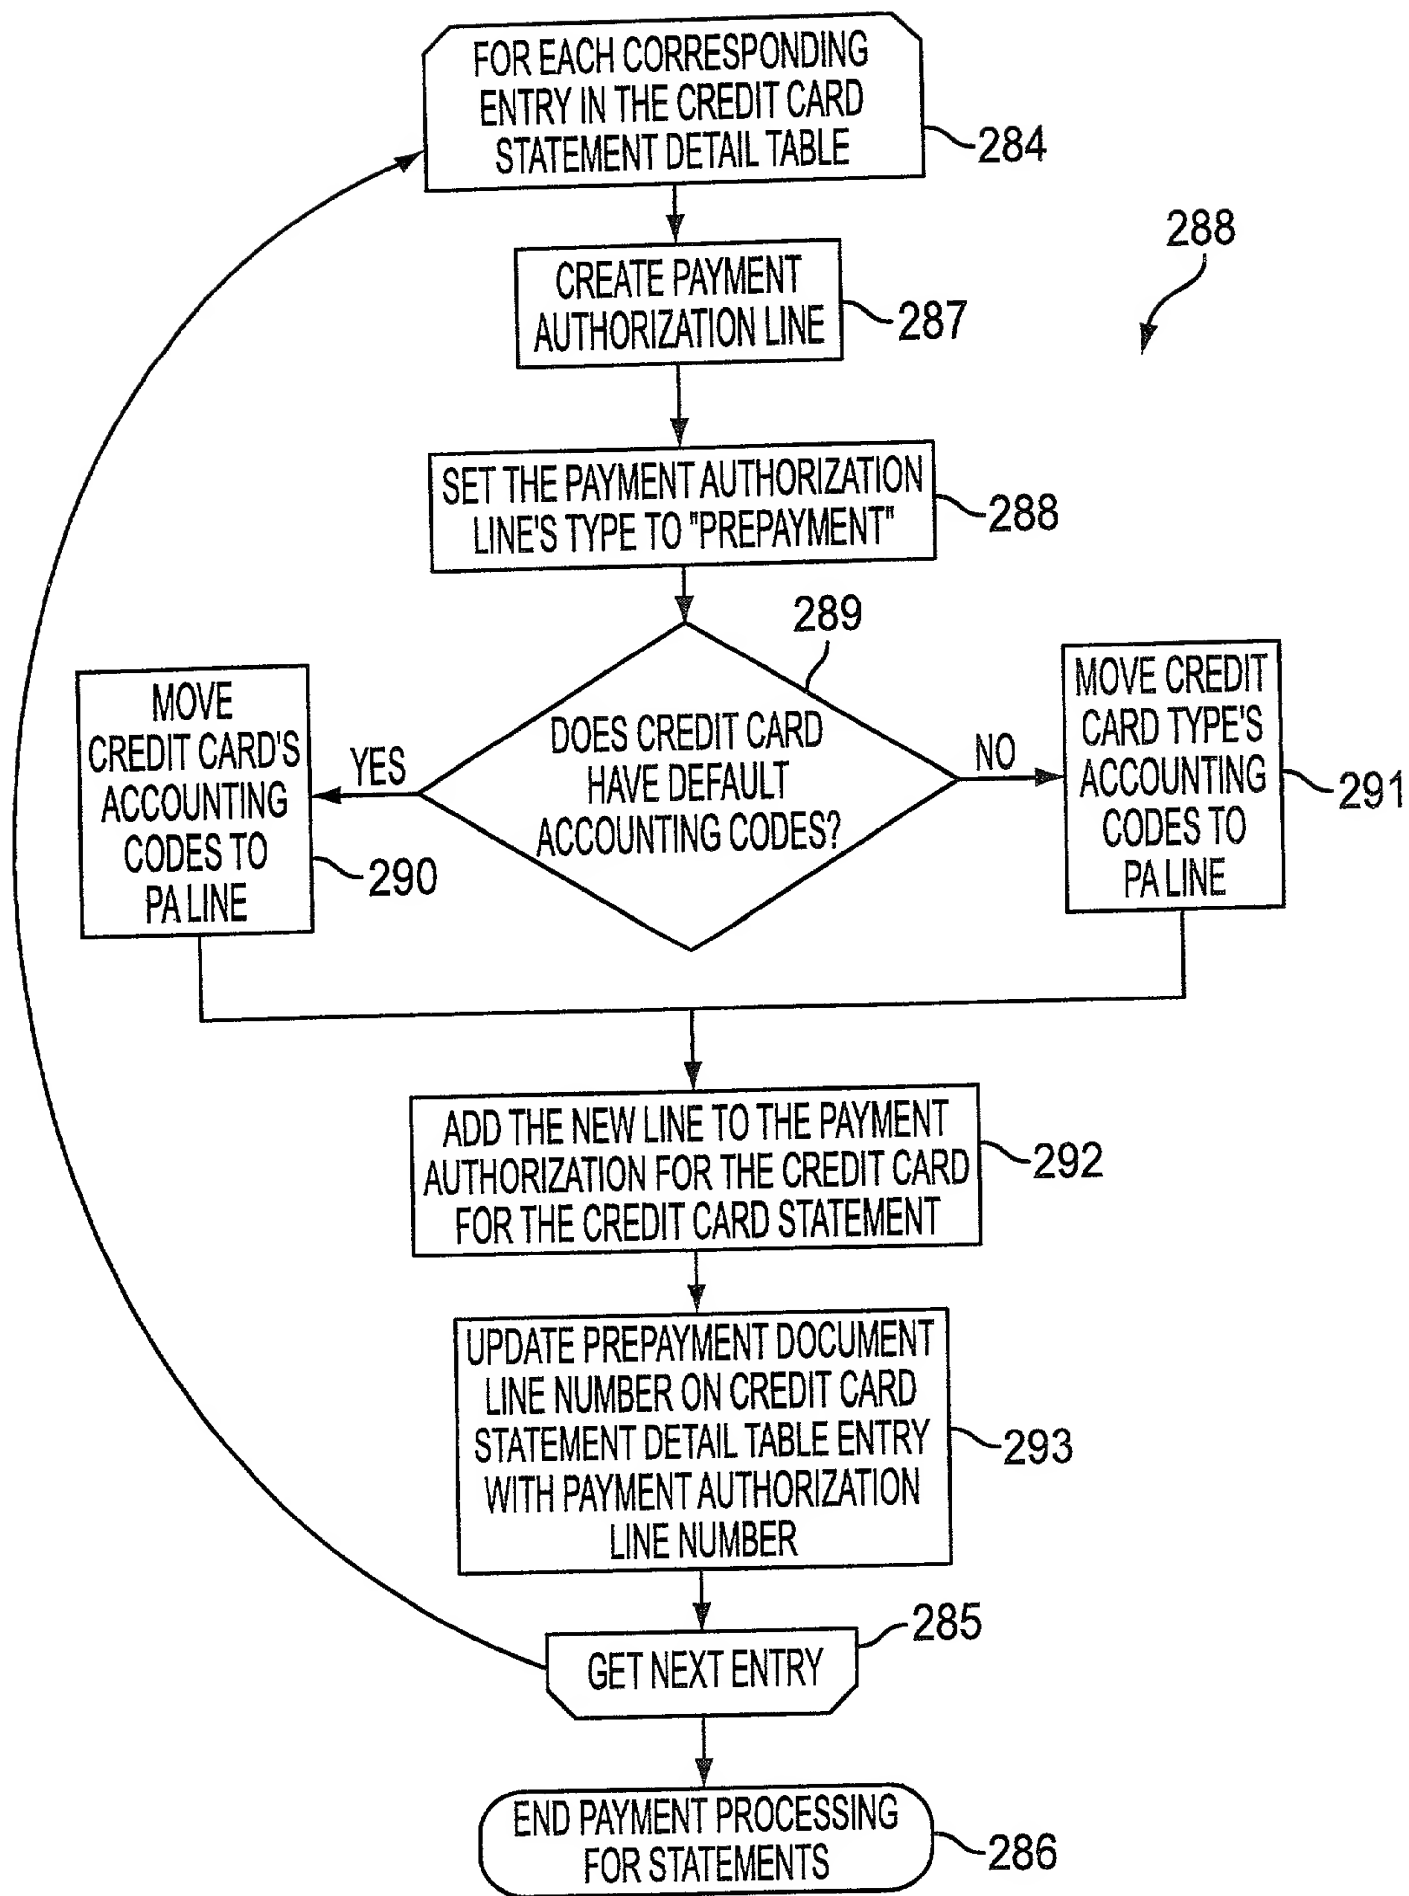 FOR EACH CORRESPONDING
ENTRY IN THE CREDIT CARD
STATEMENT DETAIL TABLE
284
288
CREATE PAYMENT
AUTHORIZATION LINE
287
SET THE PAYMENT AUTHORIZATION
LINE'S TYPE TO "PREPAYMENT"
288
289
DOES CREDIT CARD
HAVE DEFAULT
ACCOUNTING CODES?
YES
MOVE
CREDIT CARD'S
ACCOUNTING
CODES TO
PA LINE
290
NO
MOVE CREDIT
CARD TYPE'S
ACCOUNTING
CODES TO
PA LINE
291
ADD THE NEW LINE TO THE PAYMENT
AUTHORIZATION FOR THE CREDIT CARD
FOR THE CREDIT CARD STATEMENT
292
UPDATE PREPAYMENT DOCUMENT
LINE NUMBER ON CREDIT CARD
STATEMENT DETAIL TABLE ENTRY
WITH PAYMENT AUTHORIZATION
LINE NUMBER
293
GET NEXT ENTRY
285
END PAYMENT PROCESSING
FOR STATEMENTS
286